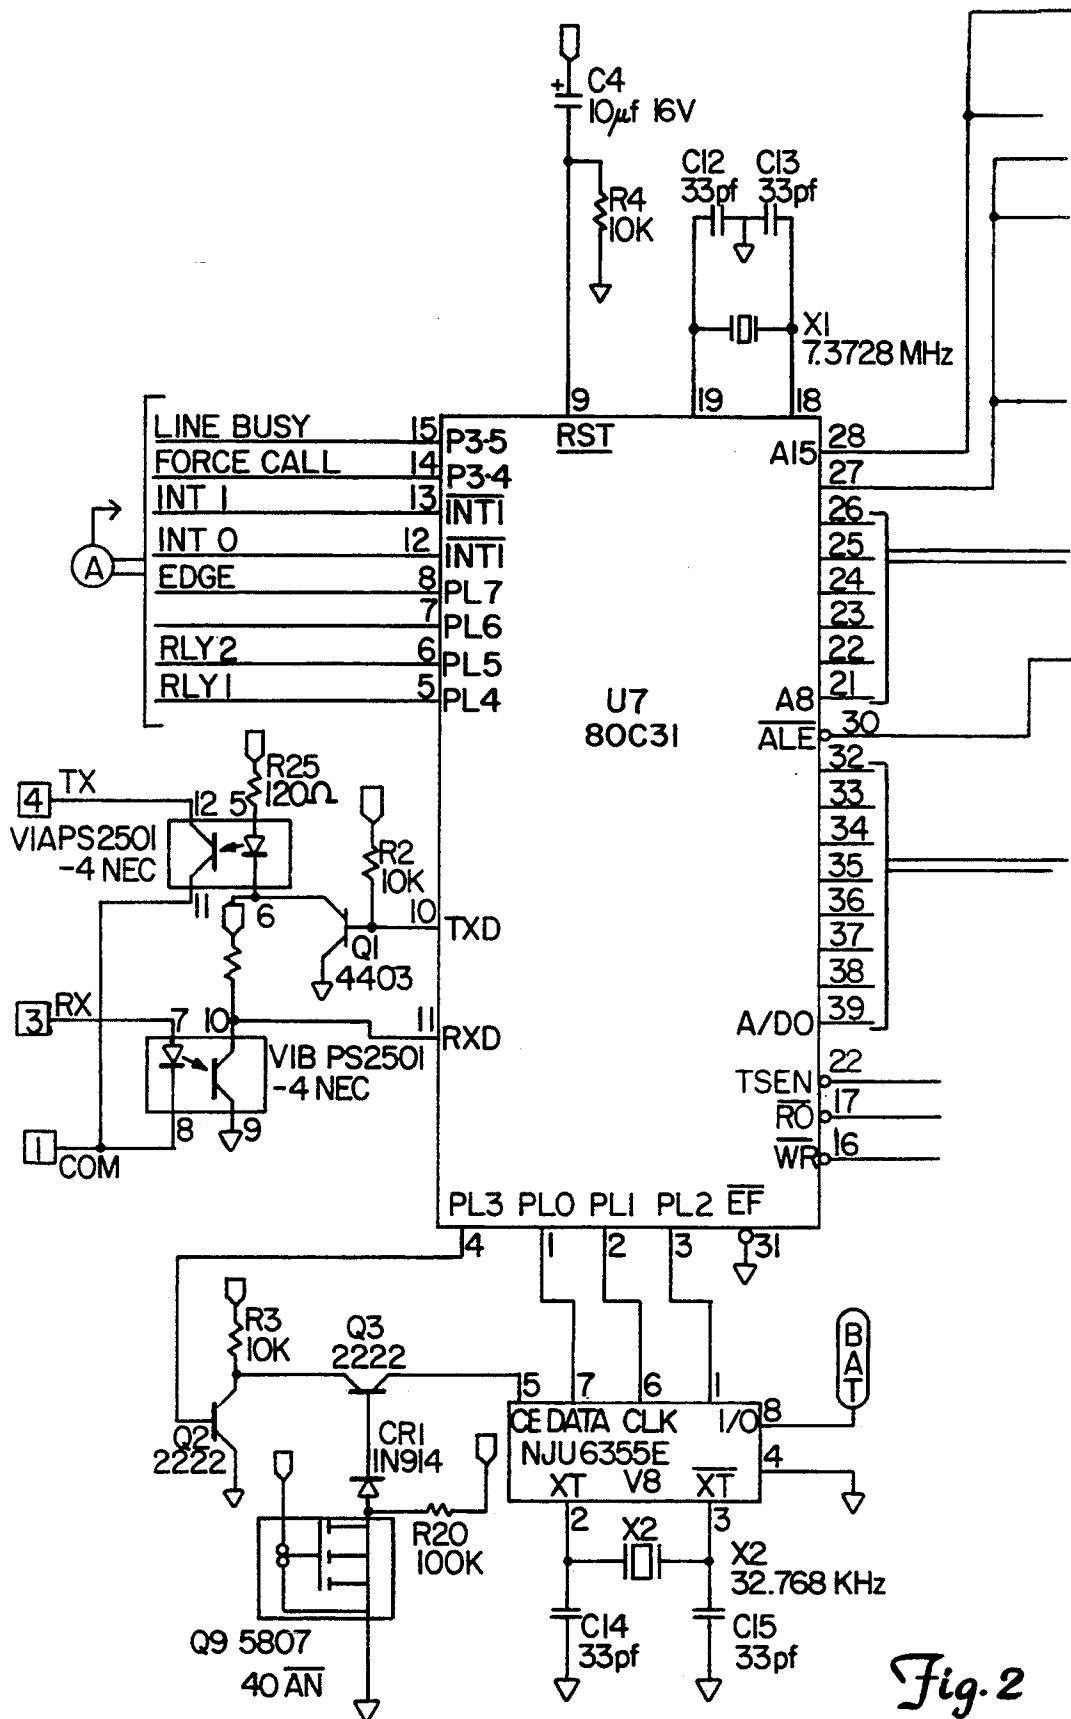 + C4
10µf 16V
C12 C13
33pf 33pf
R4
10K
X1
7.3728 MHz
9 19 18
RST
LINE BUSY 15 P3·5
FORCE CALL 14 P3·4
INT 1 13 INT1
INT 0 12 INT1
EDGE 8 PL7
7 PL6
RLY 2 6 PL5
RLY 1 5 PL4
A
A15 28
27
26
25
24
23
22
A8 21
U7
80C31
ALE 30
32
33
34
35
36
37
38
A/D0 39
TSEN 22
RO 17
WR 16
R25
120Ω
4 TX 12 5
V1A PS2501
-4 NEC
11 6
R2
10K
10 TXD
Q1
4403
3 RX 7 10 11 RXD
V1B PS2501
-4 NEC
8 9
1 COM
PL3 PL0 PL1 PL2 EF
4 1 2 3 31
R3
10K
Q3
2222
BAT
5 7 6 1
CE DATA CLK I/O 8
NJU6355E 4
V8
XT XT
2 3
Q2
2222
CR1
1N914
R20
100K
X2 X2
32.768 KHz
C14
33pf
C15
33pf
Q9 5807
40 AN
Fig. 2